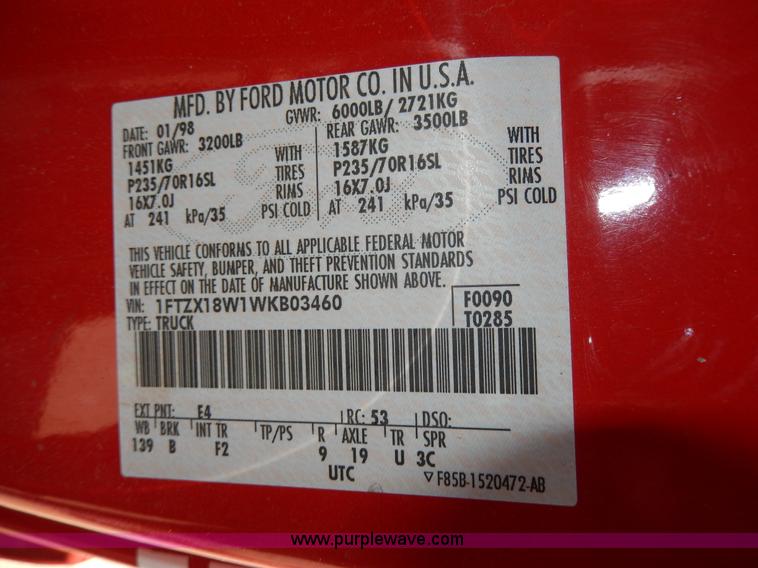 MFD. BY FORD MOTOR CO. IN U.S.A.
DATE: 01/98 GVWR: 6000LB/ 2721KG
FRONT GAWR: 3200LB REAR GAWR: 3500LB
1451KG WITH 1587KG WITH
P235/70R16SL TIRES P235/70R16SL TIRES
16X7.0J RIMS 16X7.0J RIMS
AT 241 kPa/35 PSI COLD AT 241 kPa/35 PSI COLD
THIS VEHICLE CONFORMS TO ALL APPLICABLE FEDERAL MOTOR
VEHICLE SAFETY, BUMPER, AND THEFT PREVENTION STANDARDS
IN EFFECT ON THE DATE OF MANUFACTURE SHOWN ABOVE.
VIN: 1FTZX18W1WKB03460 F0090
TYPE: TRUCK T0285
EXT PNT: E4 RC: 53 DSO:
WB BRK INT TR TP/PS R AXLE TR SPR
139 B F2 9 19 U 3C
UTC ▽F85B-1520472-AB
www.purplewave.com